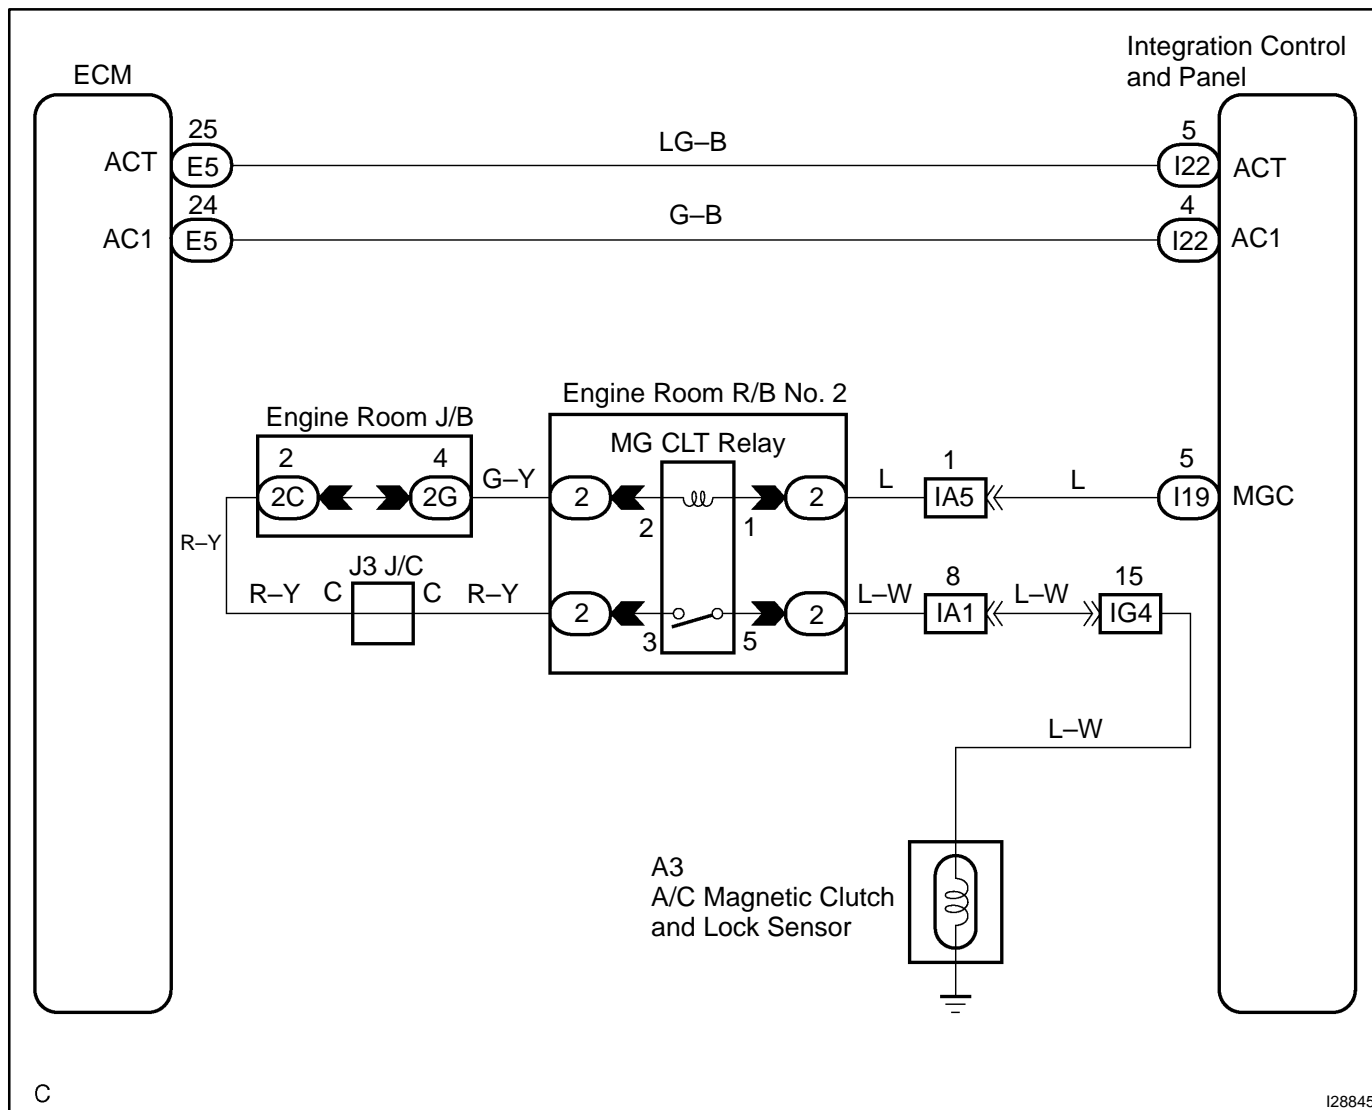 Integration Control
and Panel
ECM
25
LG–B
5
ACT
E5
I22
ACT
24
G–B
4
AC1
E5
I22
AC1
Engine Room R/B No. 2
Engine Room J/B
MG CLT Relay
2
4
G–Y
1
5
2C
2G
2
2
L
IA5
L
I19
MGC
2
1
R–Y
J3 J/C
8
15
R–Y
C
C
R–Y
2
2
L–W
IA1
L–W
IG4
3
5
L–W
A3
A/C Magnetic Clutch
and Lock Sensor
C
I28845